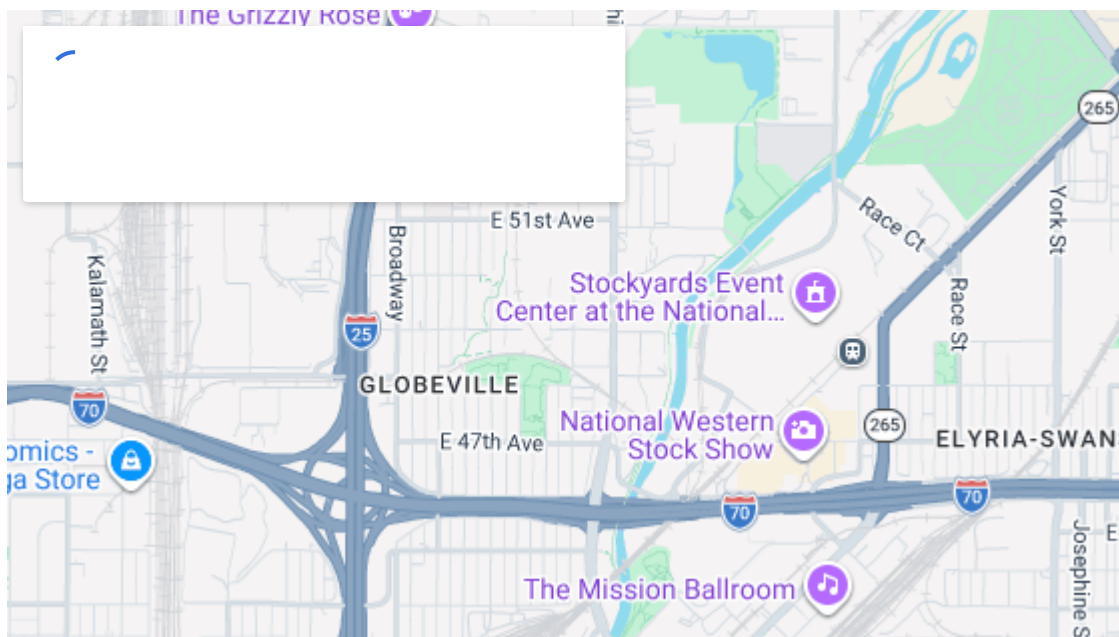 The Grizzly Rose
265
E 51st Ave
Race Ct
York St
Broadway
Kalamath St
Stockyards Event
Center at the National...
Race St
25
GLOBEVILLE
70
National Western
Stock Show
265
ELYRIA-SWAN
E 47th Ave
omics -
ga Store
70
70
Josephine S
E
The Mission Ballroom